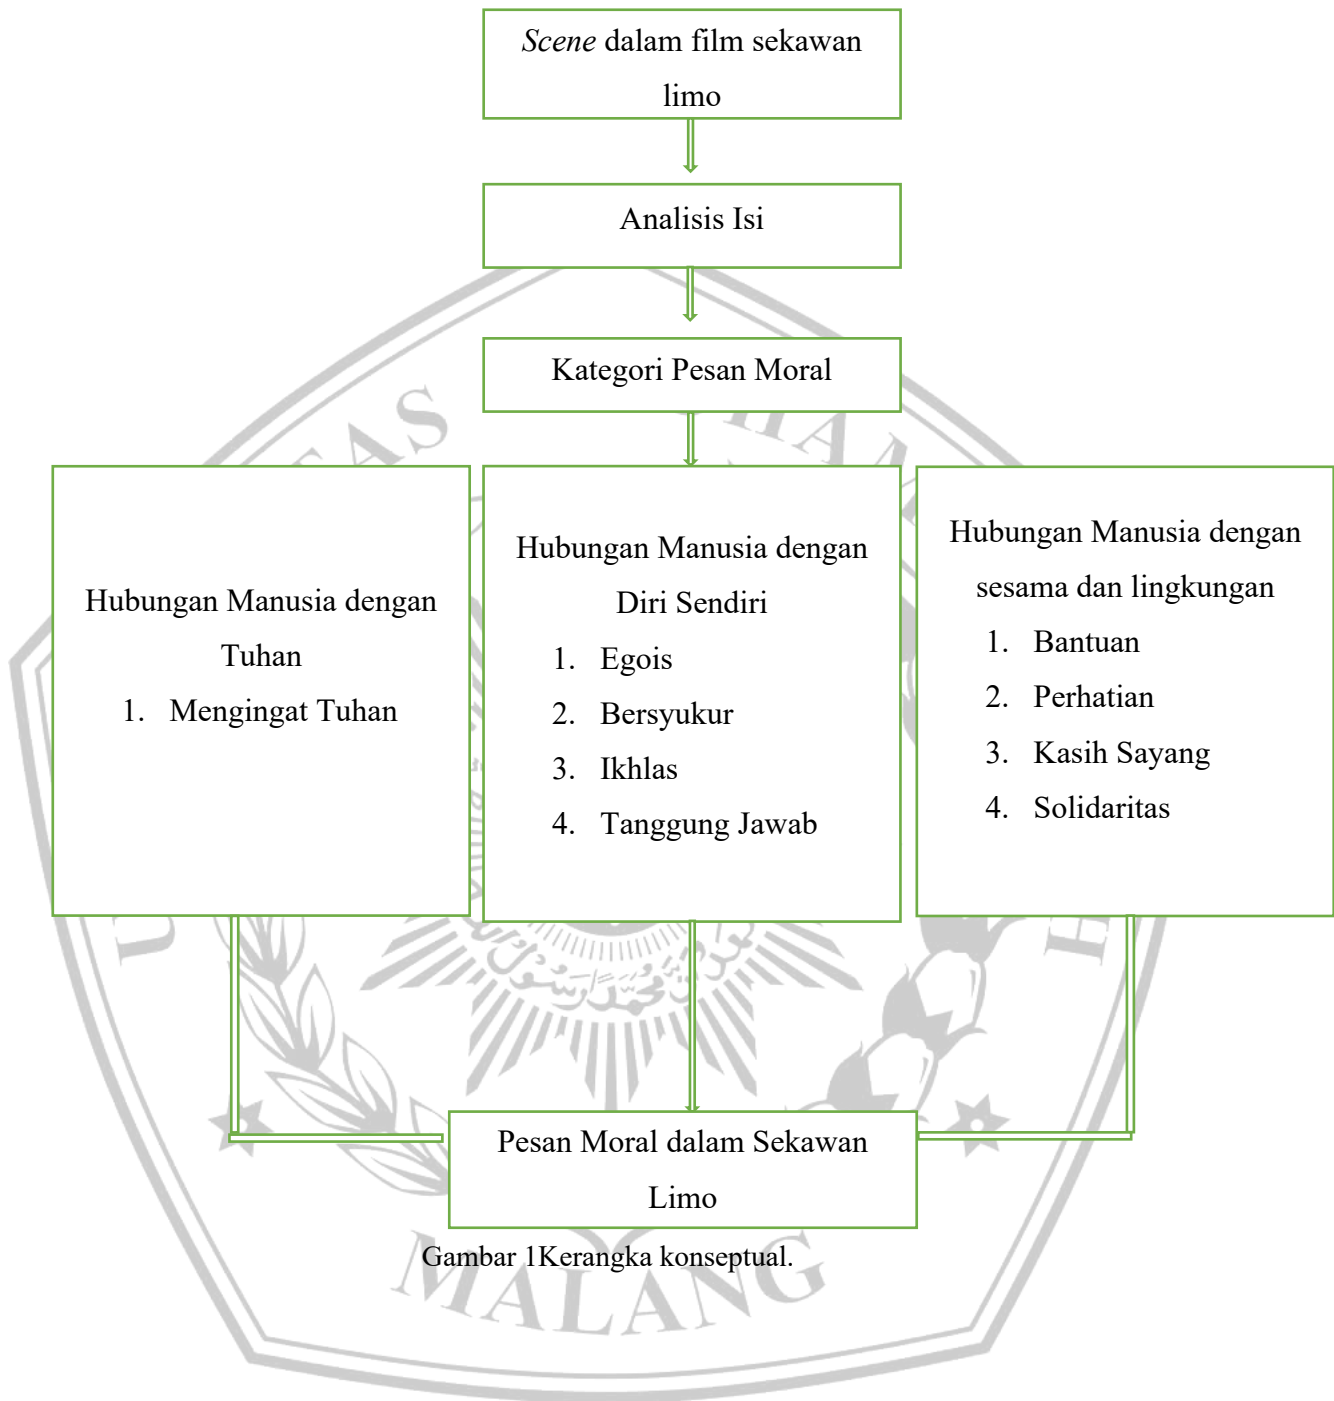 Scene dalam film sekawan
limo
Analisis Isi
Kategori Pesan Moral
Hubungan Manusia dengan
Tuhan
1. Mengingat Tuhan
Hubungan Manusia dengan
Diri Sendiri
1. Egois
2. Bersyukur
3. Ikhlas
4. Tanggung Jawab
Hubungan Manusia dengan
sesama dan lingkungan
1. Bantuan
2. Perhatian
3. Kasih Sayang
4. Solidaritas
Pesan Moral dalam Sekawan
Limo
Gambar 1Kerangka konseptual.
MALANG